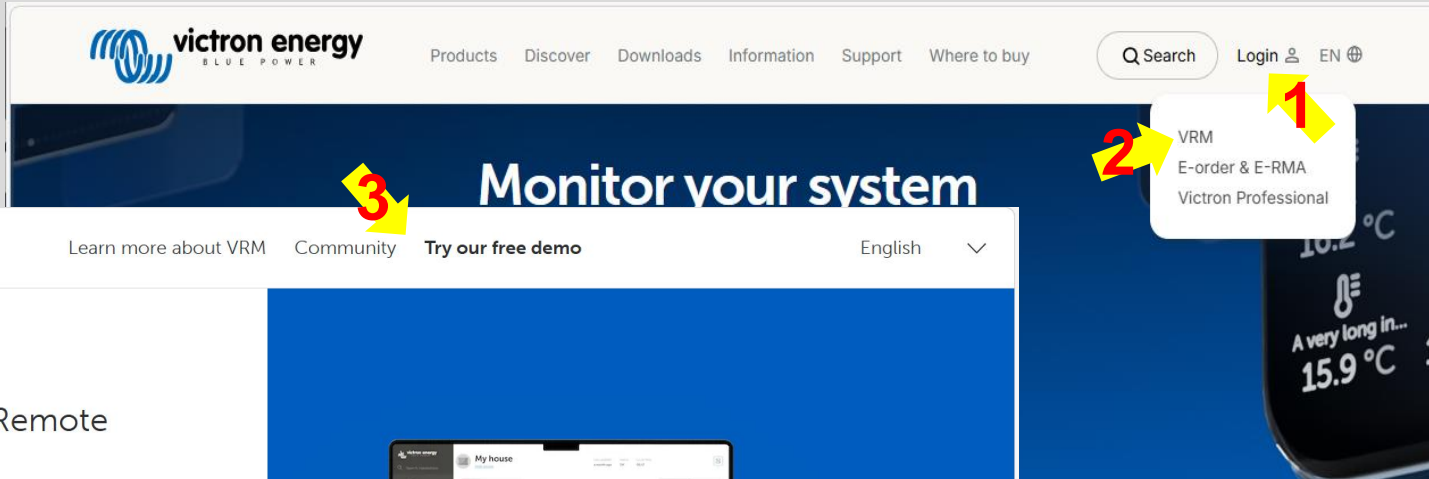 victron energy
BLUE POWER
Products Discover Downloads Information Support Where to buy
Search Login EN
1
2
VRM
E-order & E-RMA
Victron Professional
Monitor your system
3
Learn more about VRM Community Try our free demo English
°C
A very long in...
15.9 °C
Remote
victron energy
My house